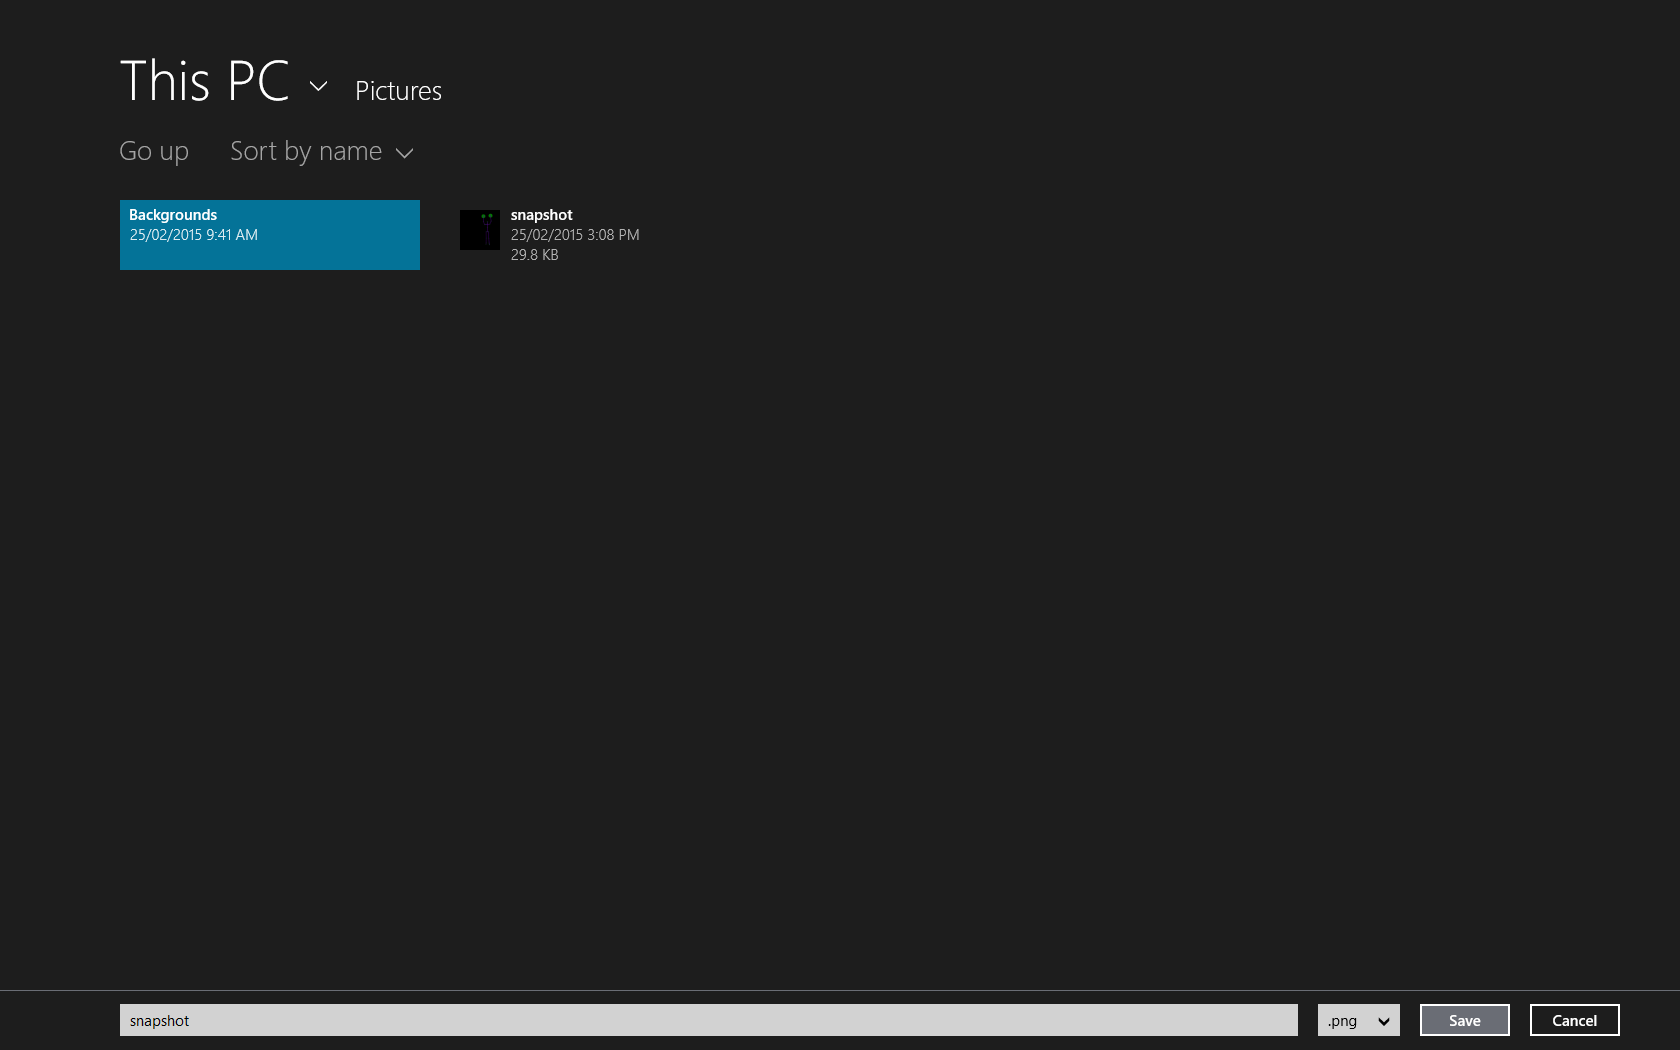 This PC Pictures
Go up Sort by name
Backgrounds
25/02/2015 9:41 AM
snapshot
25/02/2015 3:08 PM
29.8 KB
snapshot .png Save Cancel